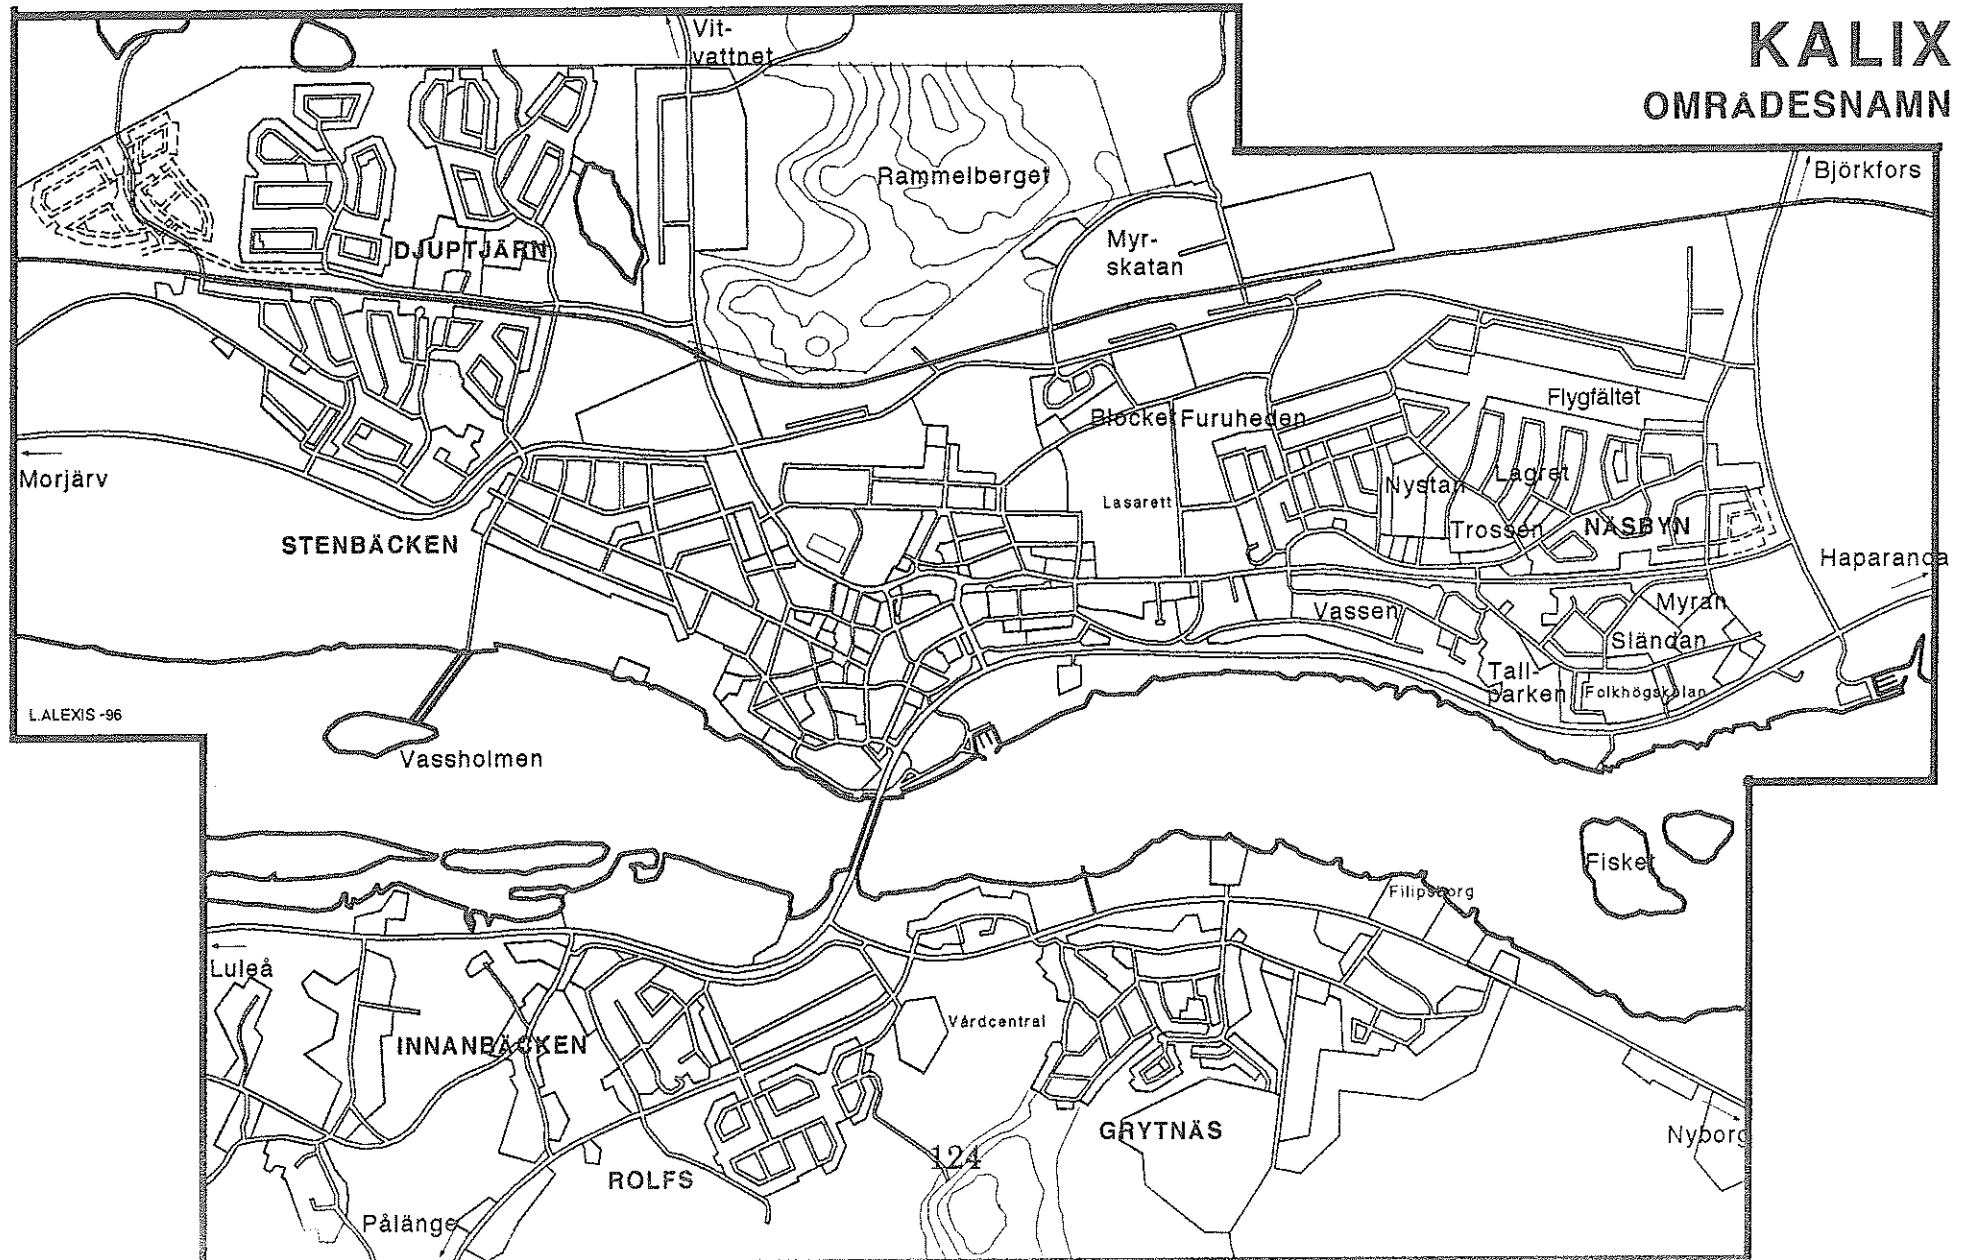 KALIX
OMRÅDESNAMN
Vit-
vattnet
Björkfors
Rammelberget
Myr-
skatan
DJUPTJÄRN
Flygfältet
Blocket
Furuheden
Morjärv
Nystan
Lagret
Lasarett
Trossen
NÄSBYN
STENBÄCKEN
Haparanda
Vassen
Myran
Sländan
Tall-
parken
Folkhögskolan
L.ALEXIS -96
Vassholmen
Fisket
Filipsborg
Luleå
Vårdcentral
INNANBÄCKEN
GRYTNÄS
Nyborg
124
ROLFS
Pålänge